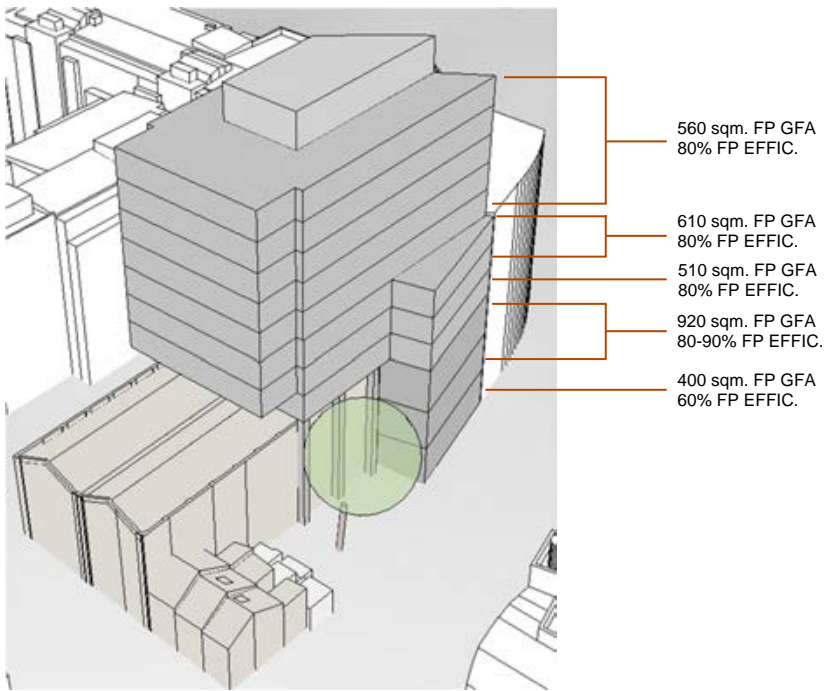 560 sqm. FP GFA
80% FP EFFIC.
610 sqm. FP GFA
80% FP EFFIC.
510 sqm. FP GFA
80% FP EFFIC.
920 sqm. FP GFA
80-90% FP EFFIC.
400 sqm. FP GFA
60% FP EFFIC.